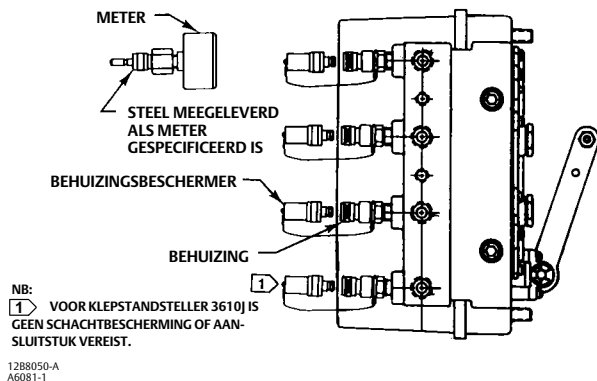 METER
STEEL MEEGELEVERD
ALS METER
GESPECIFICEERD IS
BEHUIZINGSBESCHERMER
BEHUIZING
1
NB:
1 VOOR KLEPSTANDSTELLER 3610J IS
GEEN SCHACHTBESCHERMING OF AAN-
SLUITSTUK VEREIST.
12B8050-A
A6081-1